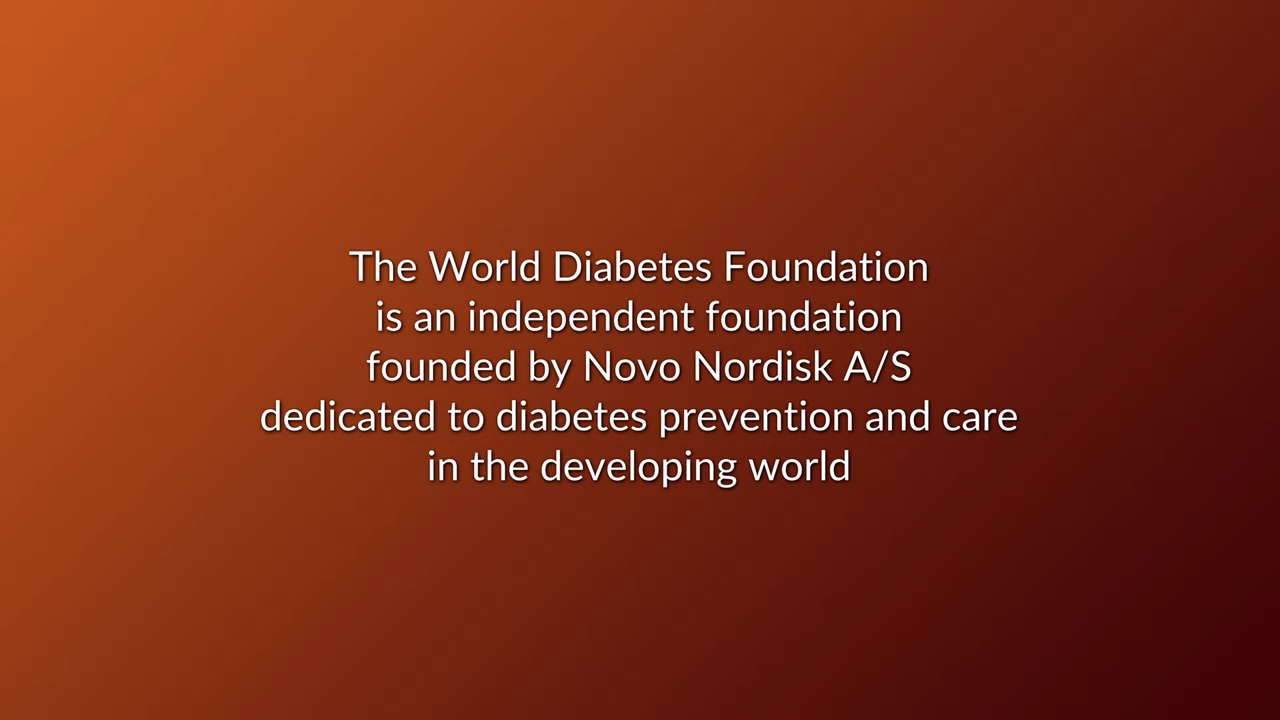 The World Diabetes Foundation
is an independent foundation
founded by Novo Nordisk A/S
dedicated to diabetes prevention and care
in the developing world